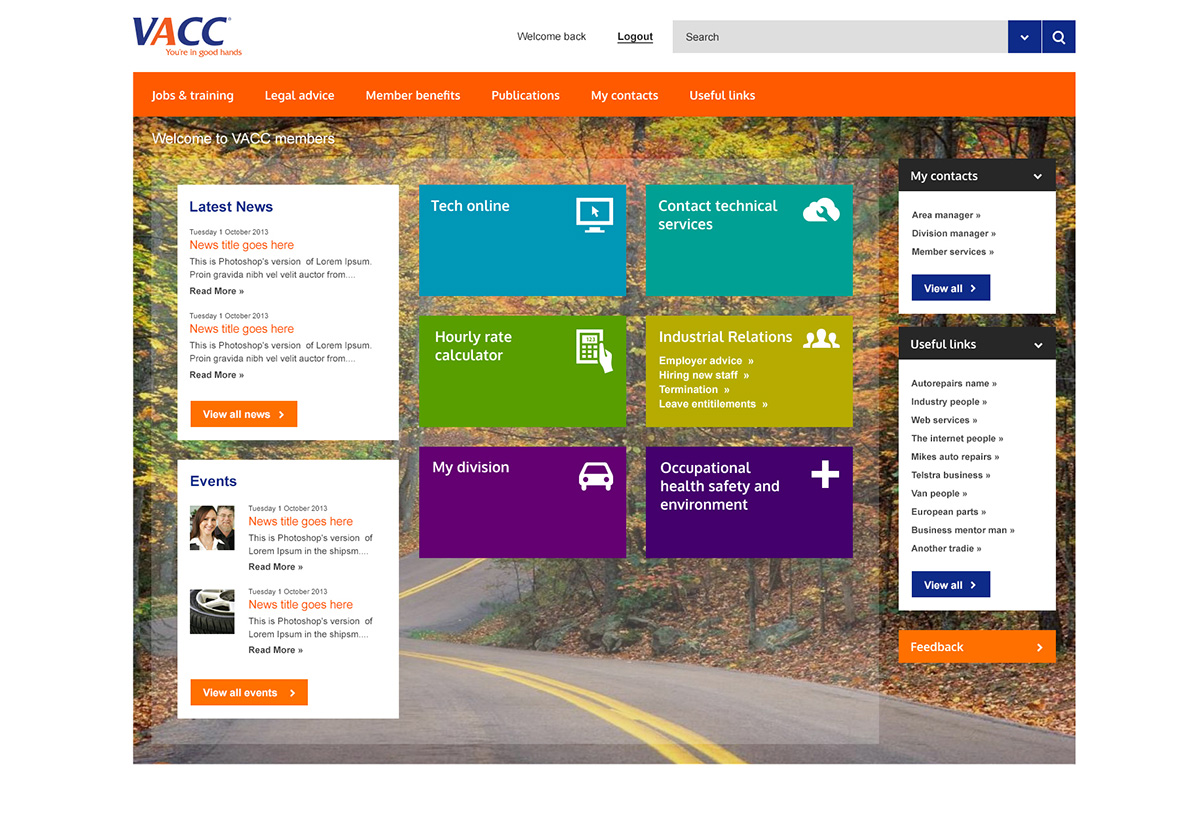 VACC®
You're in good hands
Welcome back
Logout
Search
Jobs & training
Legal advice
Member benefits
Publications
My contacts
Useful links
Welcome to VACC members
Latest News
Tuesday 1 October 2013
News title goes here
This is Photoshop's version of Lorem Ipsum.
Proin gravida nibh vel velit auctor from....
Read More »
Tuesday 1 October 2013
News title goes here
This is Photoshop's version of Lorem Ipsum.
Proin gravida nibh vel velit auctor from....
Read More »
View all news
Events
Tuesday 1 October 2013
News title goes here
This is Photoshop's version of
Lorem Ipsum in the shipsm....
Read More »
Tuesday 1 October 2013
News title goes here
This is Photoshop's version of
Lorem Ipsum in the shipsm....
Read More »
View all events
Tech online
Contact technical
services
Hourly rate
calculator
123
Industrial Relations
Employer advice »
Hiring new staff »
Termination »
Leave entitilements »
My division
Occupational
health safety and
environment
My contacts
Area manager »
Division manager »
Member services »
View all
Useful links
Autorepairs name »
Industry people »
Web services »
The internet people »
Mikes auto repairs »
Telstra business »
Van people »
European parts »
Business mentor man »
Another tradie »
View all
Feedback